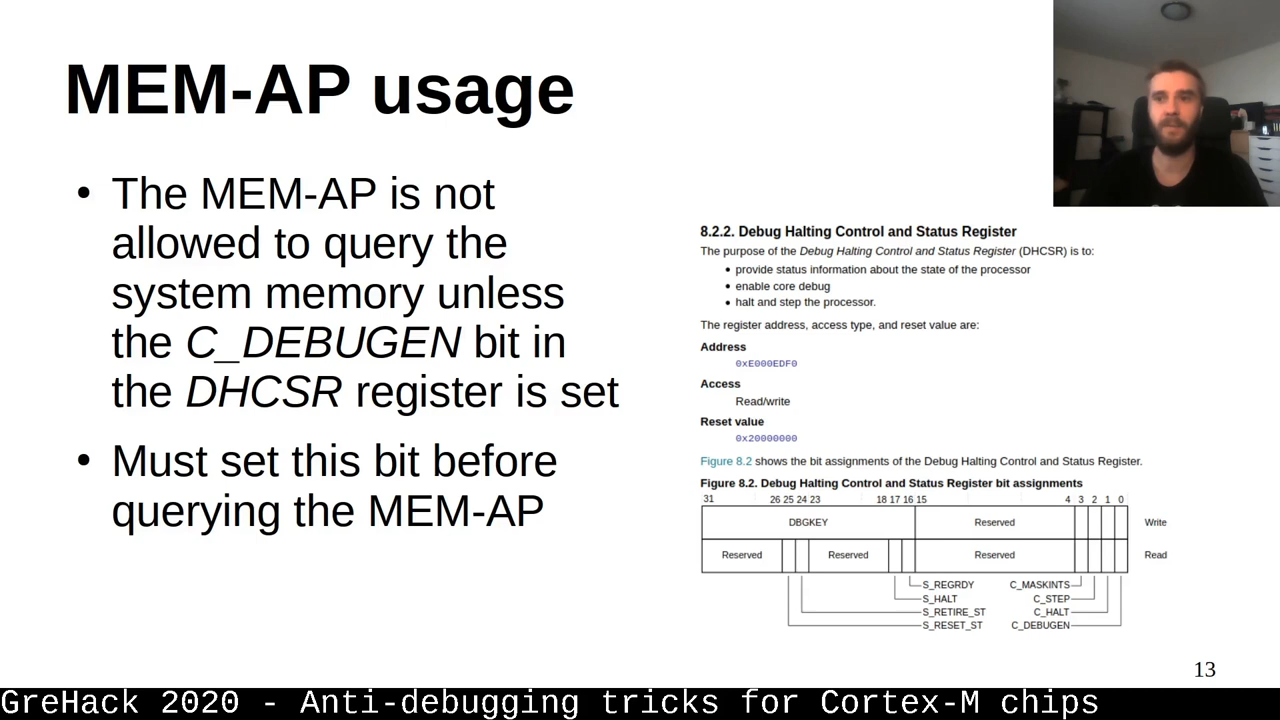 MEM-AP usage
• The MEM-AP is not
allowed to query the
system memory unless
the C_DEBUGEN bit in
the DHCSR register is set
• Must set this bit before
querying the MEM-AP
8.2.2. Debug Halting Control and Status Register
The purpose of the Debug Halting Control and Status Register (DHCSR) is to:
• provide status information about the state of the processor
• enable core debug
• halt and step the processor.
The register address, access type, and reset value are:
Address
0xE000EDF0
Access
Read/write
Reset value
0x20000000
Figure 8.2 shows the bit assignments of the Debug Halting Control and Status Register.
Figure 8.2. Debug Halting Control and Status Register bit assignments
31 26 25 24 23 18 17 16 15 4 3 2 1 0
DBGKEY Reserved Write
Reserved Reserved Reserved Read
S_REGRDY C_MASKINTS
S_HALT C_STEP
S_RETIRE_ST C_HALT
S_RESET_ST C_DEBUGEN
13
GreHack 2020 - Anti-debugging tricks for Cortex-M chips